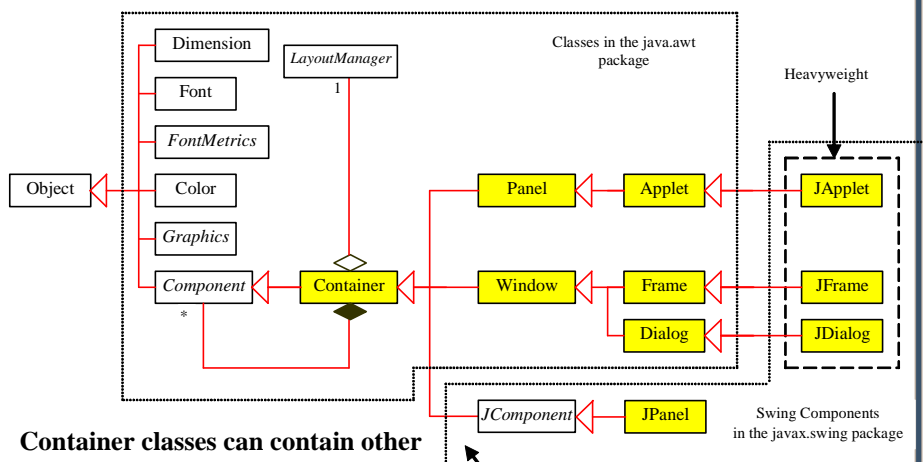 Dimension
LayoutManager
Classes in the java.awt
package
1
Heavyweight
Font
FontMetrics
Object
Color
Panel
Applet
JApplet
Graphics
Component
Container
Window
Frame
JFrame
*
Dialog
JDialog
JComponent
JPanel
Swing Components
in the javax.swing package
Container classes can contain other